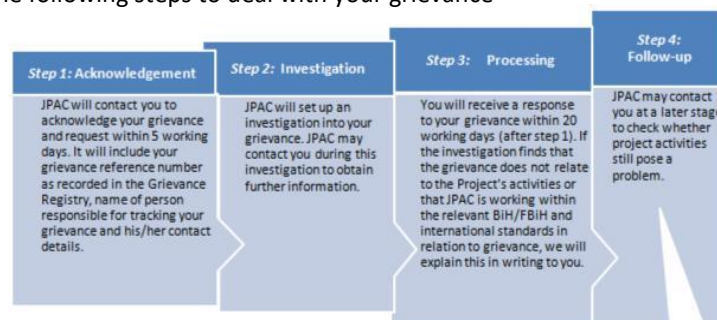 following steps to deal with your grievance
Step 1: Acknowledgement
JPAC will contact you to
acknowledge your grievance
and request within 5 working
days. It will include your
grievance reference number
as recorded in the Grievance
Registry, name of person
responsible for tracking your
grievance and his/her contact
details.
Step 2: Investigation
JPAC will set up an
investigation into your
grievance. JPAC may
contact you during this
investigation to obtain
further information.
Step 3: Processing
You will receive a response
to your grievance within 20
working days (after step 1). If
the investigation finds that
the grievance does not relate
to the Project's activities or
that JPAC is working within
the relevant BiH/FBiH and
international standards in
relation to grievance, we will
explain this in writing to you.
Step 4:
Follow-up
JPAC may contact
you at a later stage
to check whether
project activities
still pose a
problem.